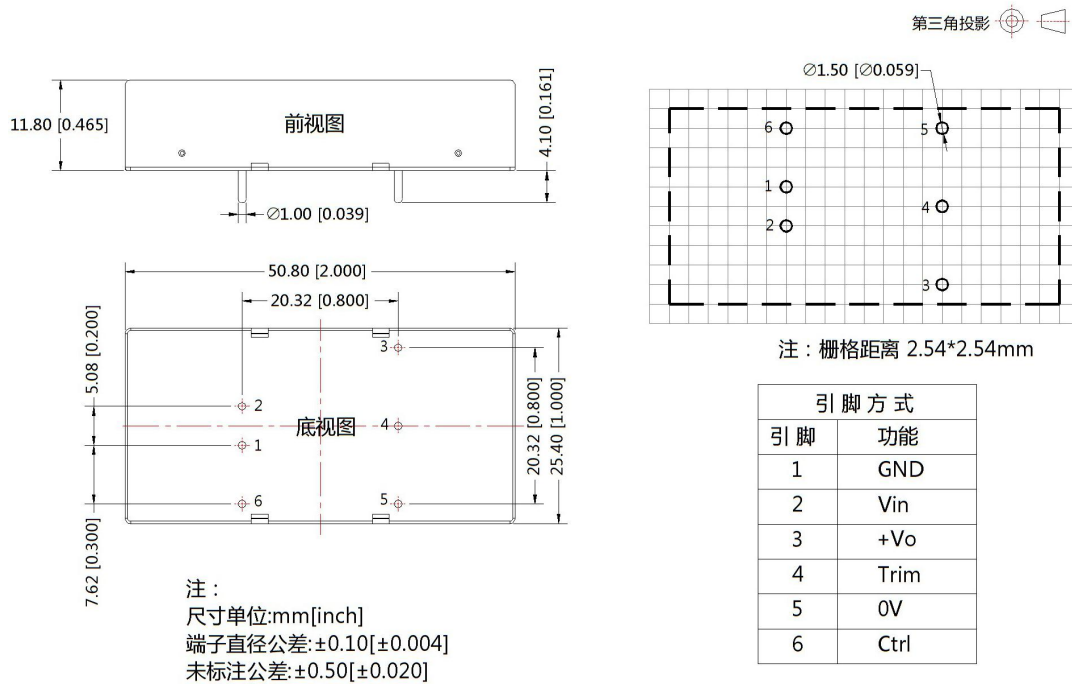 第三角投影
11.80 [0.465]
前视图
4.10 [0.161]
∅1.00 [0.039]
∅1.50 [∅0.059]
6
5
1
4
2
3
注：栅格距离 2.54*2.54mm
50.80 [2.000]
20.32 [0.800]
5.08 [0.200]
7.62 [0.300]
3
2
底视图
4
1
6
5
20.32 [0.800]
25.40 [1.000]
注：
尺寸单位:mm[inch]
端子直径公差:±0.10[±0.004]
未标注公差:±0.50[±0.020]
引脚方式
引脚 功能
1 GND
2 Vin
3 +Vo
4 Trim
5 0V
6 Ctrl